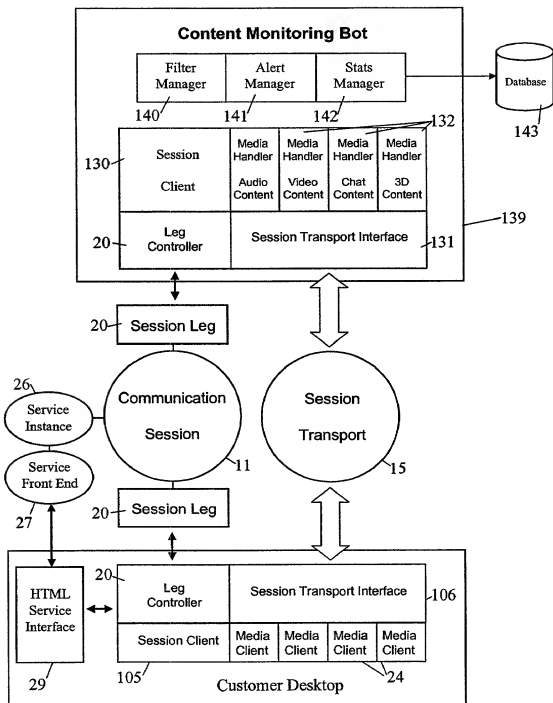 Content Monitoring Bot
Filter Manager
Alert Manager
Stats Manager
140
141
142
Database
143
132
130
Session Client
Media Handler Audio Content
Media Handler Video Content
Media Handler Chat Content
Media Handler 3D Content
139
20
Leg Controller
Session Transport Interface
131
20
Session Leg
26
Service Instance
Communication Session
11
Session Transport
15
Service Front End
27
20
Session Leg
HTML Service Interface
29
20
Leg Controller
Session Transport Interface
106
Session Client
Media Client
Media Client
Media Client
Media Client
105
24
Customer Desktop